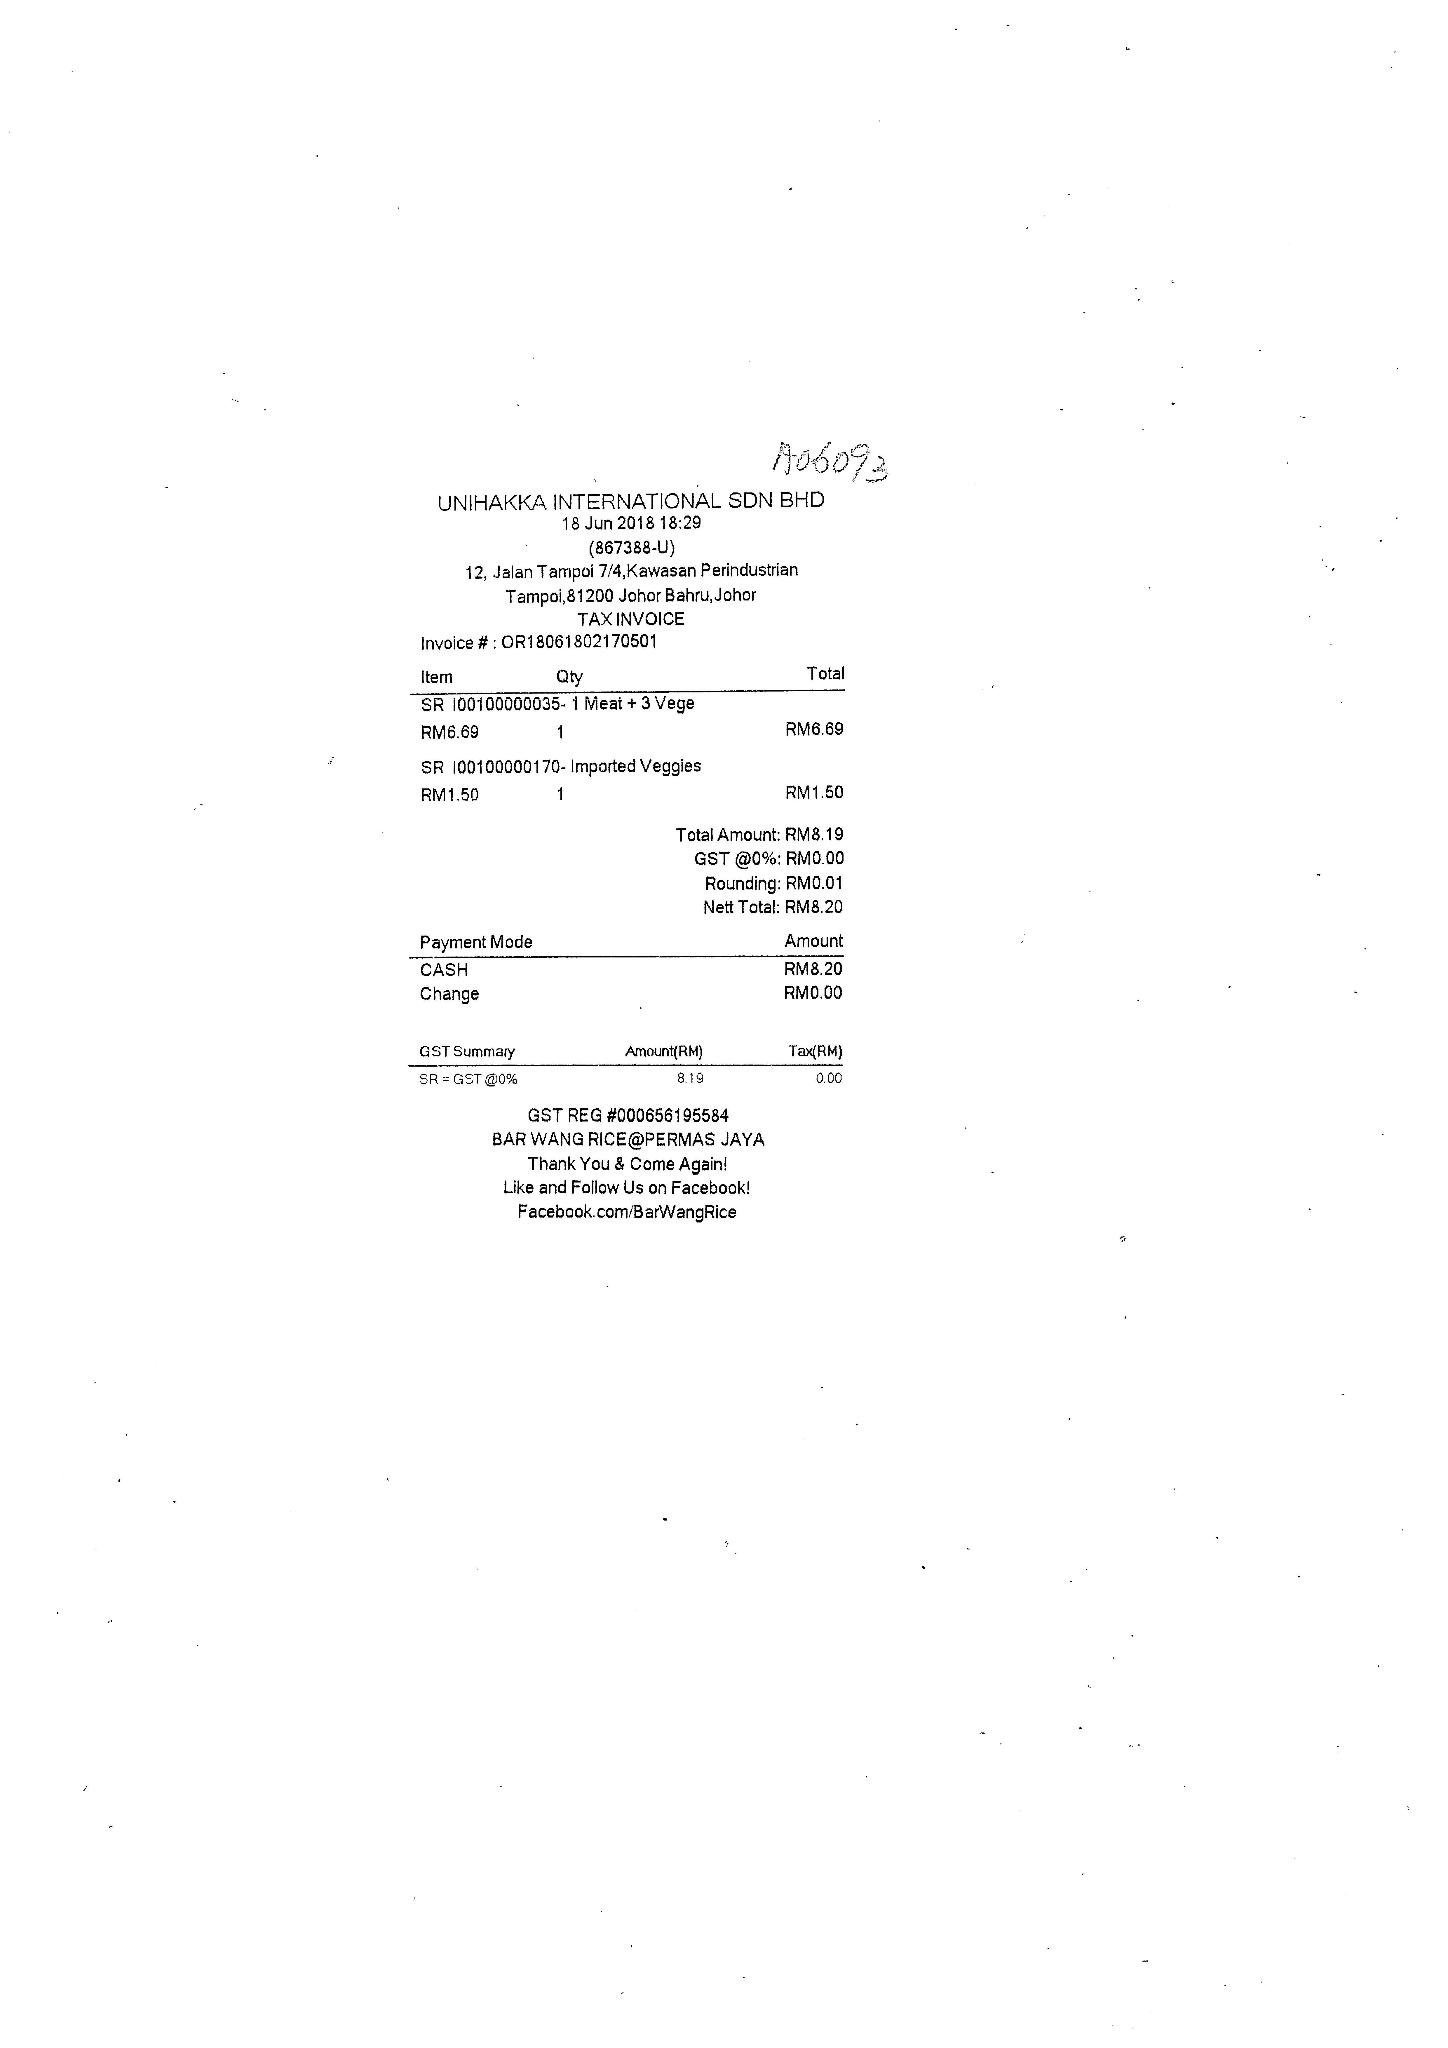 A06093
UNIHAKKA INTERNATIONAL SDN BHD
18 Jun 2018 18:29
(867388-U)
12, Jalan Tampoi 7/4,Kawasan Perindustrian
Tampoi,81200 Johor Bahru,Johor
TAX INVOICE
Invoice # : OR18061802170501
Item Qty Total
SR I00100000035- 1 Meat + 3 Vege
RM6.69 1 RM6.69
SR I00100000170- Imported Veggies
RM1.50 1 RM1.50
Total Amount: RM8.19
GST @0%: RM0.00
Rounding: RM0.01
Nett Total: RM8.20
Payment Mode Amount
CASH RM8.20
Change RM0.00
GST Summary Amount(RM) Tax(RM)
SR = GST @0% 8.19 0.00
GST REG #000656195584
BAR WANG RICE@PERMAS JAYA
Thank You & Come Again!
Like and Follow Us on Facebook!
Facebook.com/BarWangRice